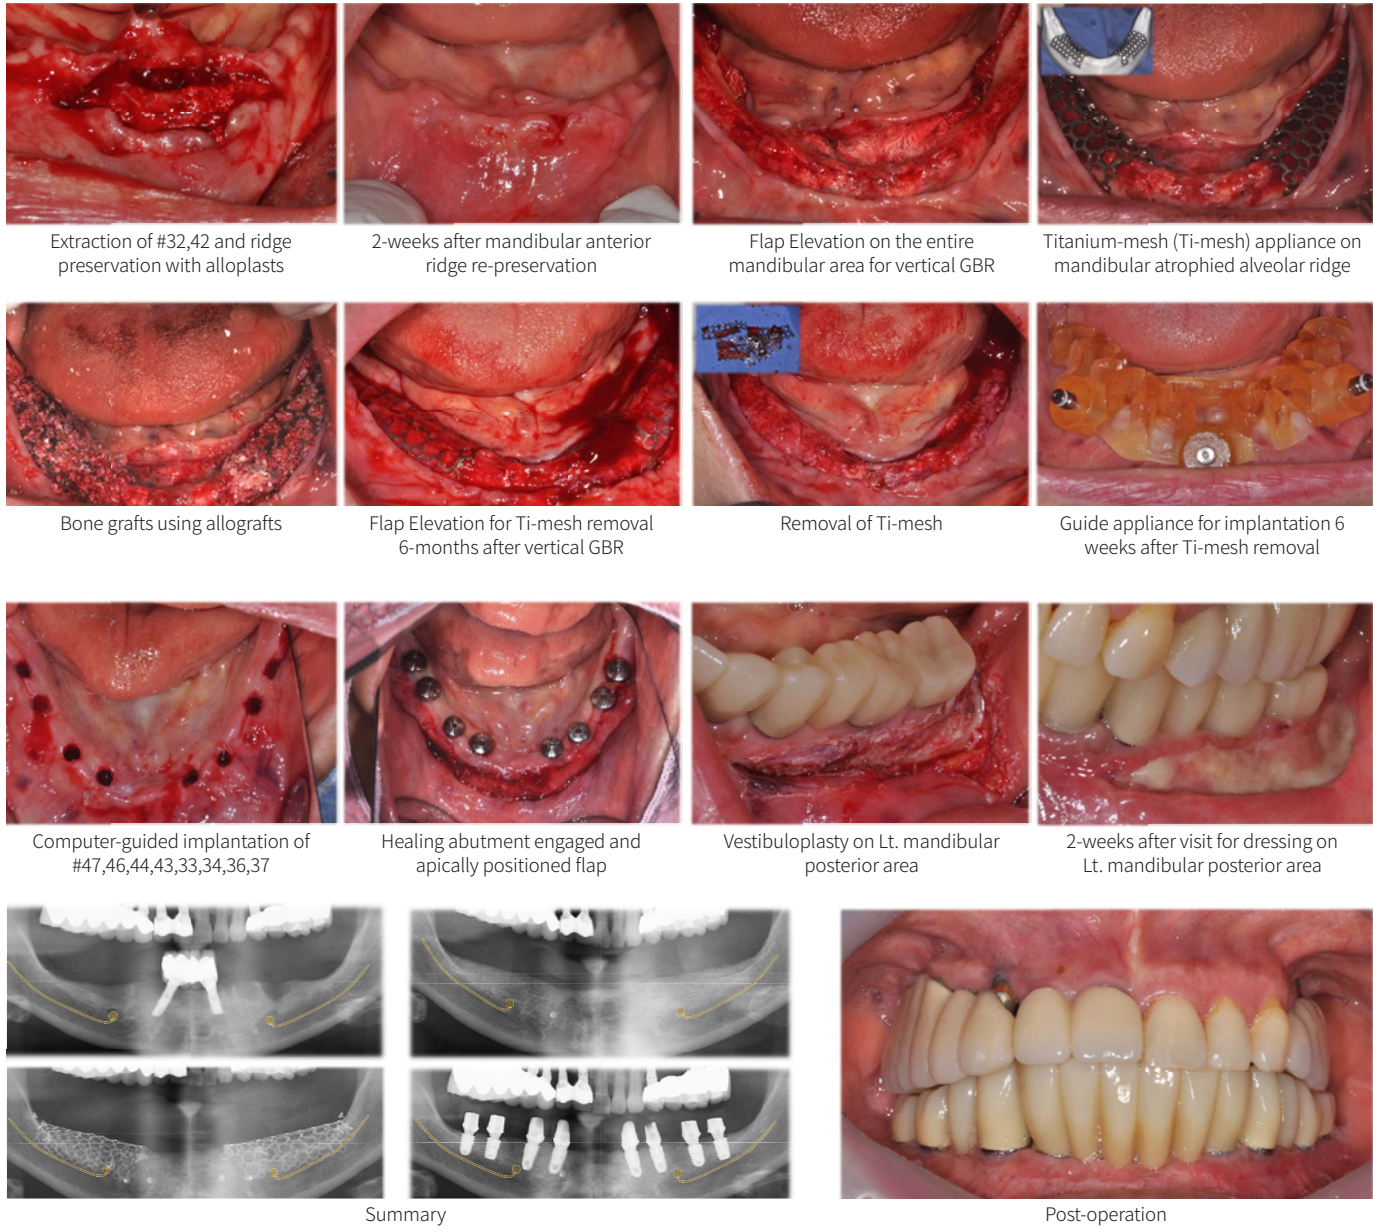 Extraction of #32,42 and ridge
preservation with alloplasts
2-weeks after mandibular anterior
ridge re-preservation
Flap Elevation on the entire
mandibular area for vertical GBR
Titanium-mesh (Ti-mesh) appliance on
mandibular atrophied alveolar ridge
Bone grafts using allografts
Flap Elevation for Ti-mesh removal
6-months after vertical GBR
Removal of Ti-mesh
Guide appliance for implantation 6
weeks after Ti-mesh removal
Computer-guided implantation of
#47,46,44,43,33,34,36,37
Healing abutment engaged and
apically positioned flap
Vestibuloplasty on Lt. mandibular
posterior area
2-weeks after visit for dressing on
Lt. mandibular posterior area
Summary
Post-operation